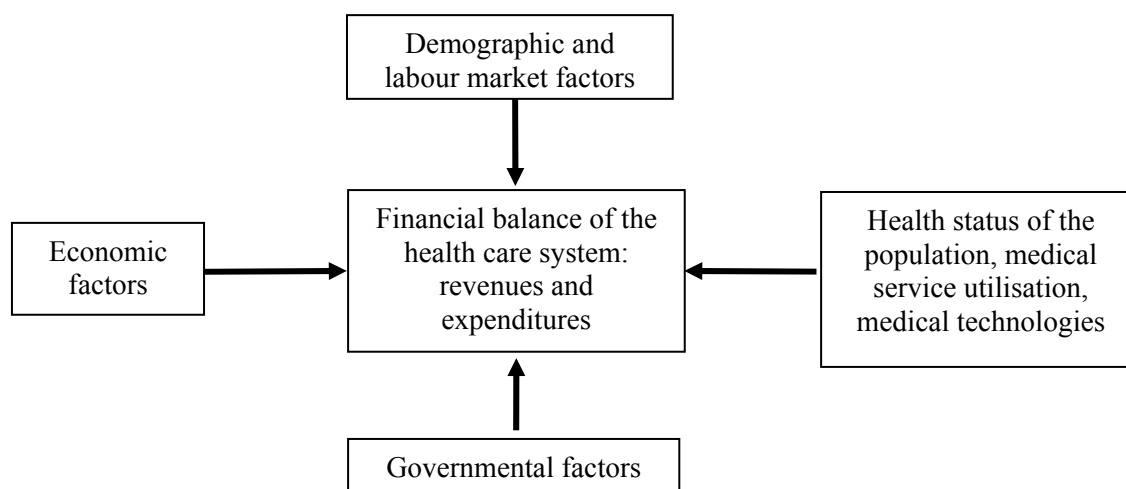 Demographic and
labour market factors
Economic
factors
Financial balance of the
health care system:
revenues and
expenditures
Health status of the
population, medical
service utilisation,
medical technologies
Governmental factors